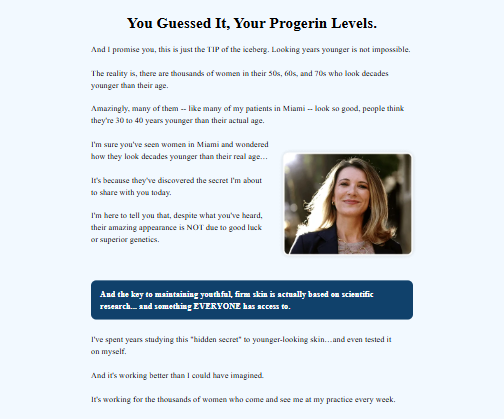 You Guessed It, Your Progerin Levels.
And I promise you, this is just the TIP of the iceberg. Looking years younger is not impossible.
The reality is, there are thousands of women in their 50s, 60s, and 70s who look decades
younger than their age.
Amazingly, many of them -- like many of my patients in Miami -- look so good, people think
they're 30 to 40 years younger than their actual age.
I'm sure you've seen women in Miami and wondered
how they look decades younger than their real age...
It's because they've discovered the secret I'm about
to share with you today.
I'm here to tell you that, despite what you've heard,
their amazing appearance is NOT due to good luck
or superior genetics.
And the key to maintaining youthful, firm skin is actually based on scientific
research... and something EVERYONE has access to.
I've spent years studying this "hidden secret" to younger-looking skin…and even tested it
on myself.
And it's working better than I could have imagined.
It's working for the thousands of women who come and see me at my practice every week.